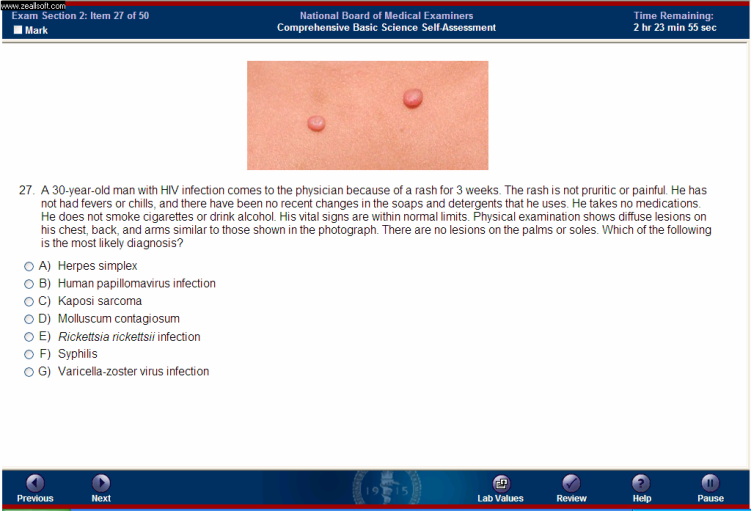 www.zeallsoft.com
Exam Section 2: Item 27 of 50
National Board of Medical Examiners
Time Remaining:
Mark
Comprehensive Basic Science Self-Assessment
2 hr 23 min 55 sec
27. A 30-year-old man with HIV infection comes to the physician because of a rash for 3 weeks. The rash is not pruritic or painful. He has
not had fevers or chills, and there have been no recent changes in the soaps and detergents that he uses. He takes no medications.
He does not smoke cigarettes or drink alcohol. His vital signs are within normal limits. Physical examination shows diffuse lesions on
his chest, back, and arms similar to those shown in the photograph. There are no lesions on the palms or soles. Which of the following
is the most likely diagnosis?
A) Herpes simplex
B) Human papillomavirus infection
C) Kaposi sarcoma
D) Molluscum contagiosum
E) Rickettsia rickettsii infection
F) Syphilis
G) Varicella-zoster virus infection
1915
Previous Next Lab Values Review Help Pause